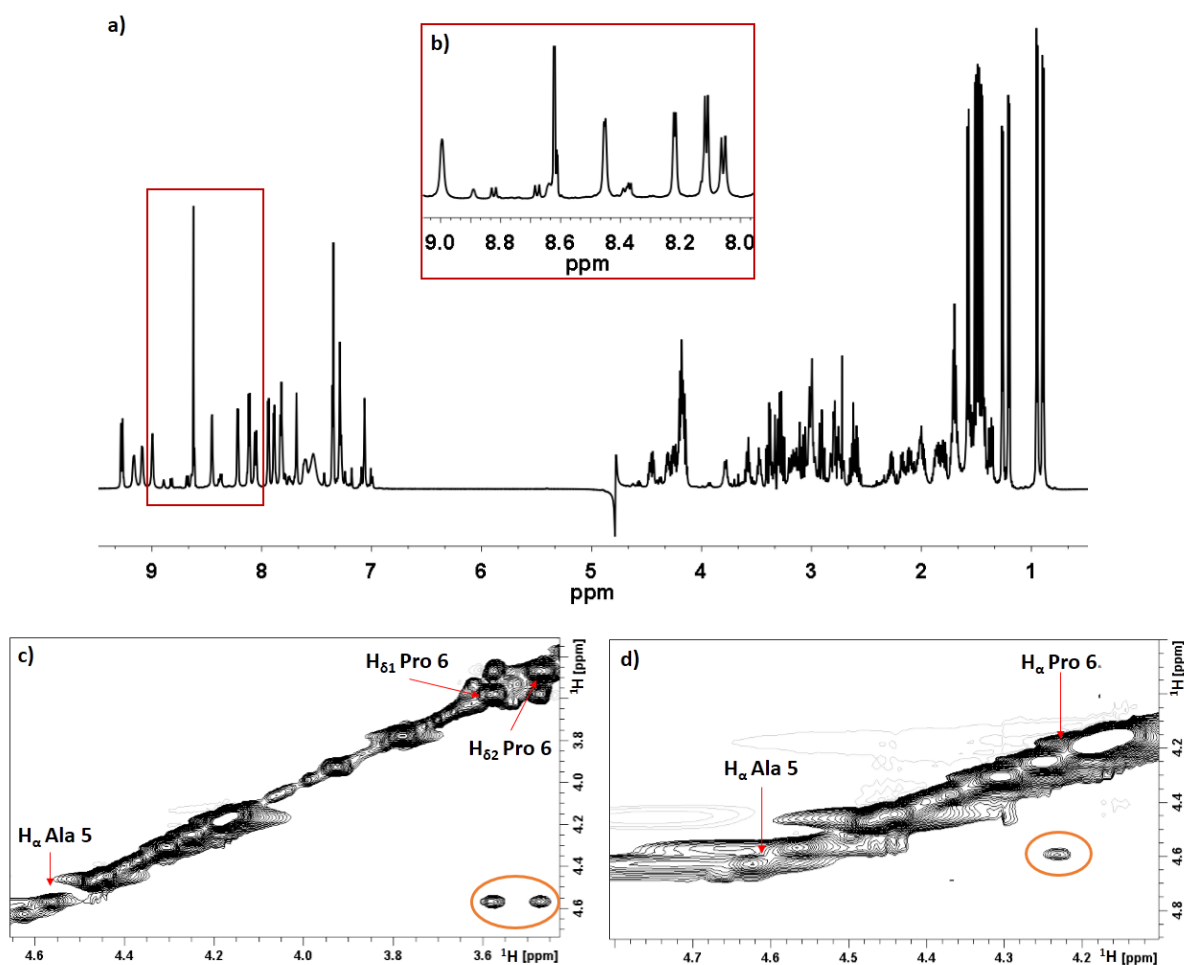 a)
b)
9.0 8.8 8.6 8.4 8.2 8.0
ppm
9 8 7 6 5 4 3 2 1
ppm
c)
Hδ1 Pro 6
Hδ2 Pro 6
Hα Ala 5
¹H [ppm]
3.8
4.0
4.2
4.4
4.6
4.6 4.4 4.2 4.0 3.8 3.6 ¹H [ppm]
d)
Hα Pro 6
Hα Ala 5
¹H [ppm]
4.2
4.4
4.6
4.8
4.7 4.6 4.5 4.4 4.3 4.2 ¹H [ppm]